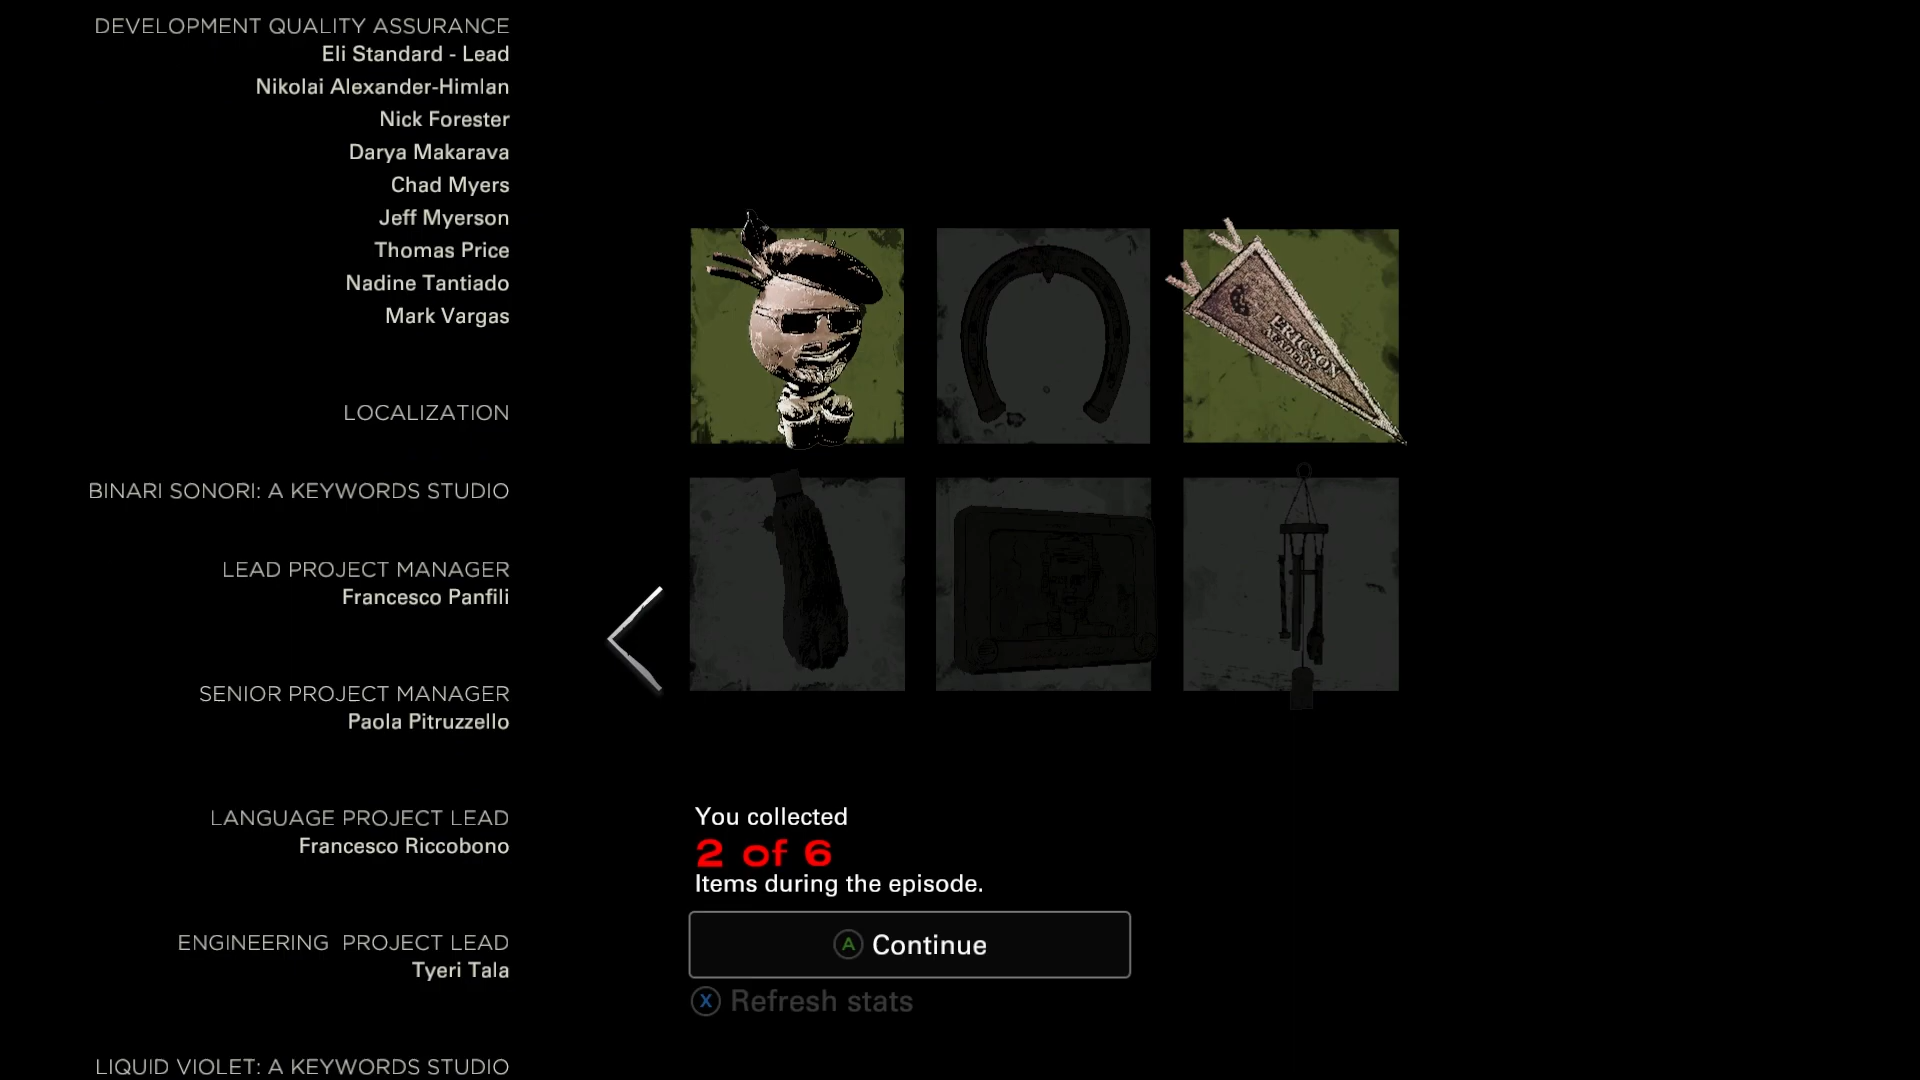 DEVELOPMENT QUALITY ASSURANCE
Eli Standard - Lead
Nikolai Alexander-Himlan
Nick Forester
Darya Makarava
Chad Myers
Jeff Myerson
Thomas Price
Nadine Tantiado
Mark Vargas
LOCALIZATION
BINARI SONORI: A KEYWORDS STUDIO
LEAD PROJECT MANAGER
Francesco Panfili
SENIOR PROJECT MANAGER
Paola Pitruzzello
LANGUAGE PROJECT LEAD
Francesco Riccobono
ENGINEERING PROJECT LEAD
Tyeri Tala
LIQUID VIOLET: A KEYWORDS STUDIO
ERICSON
ACADEMY
You collected
2 of 6
Items during the episode.
A Continue
X Refresh stats